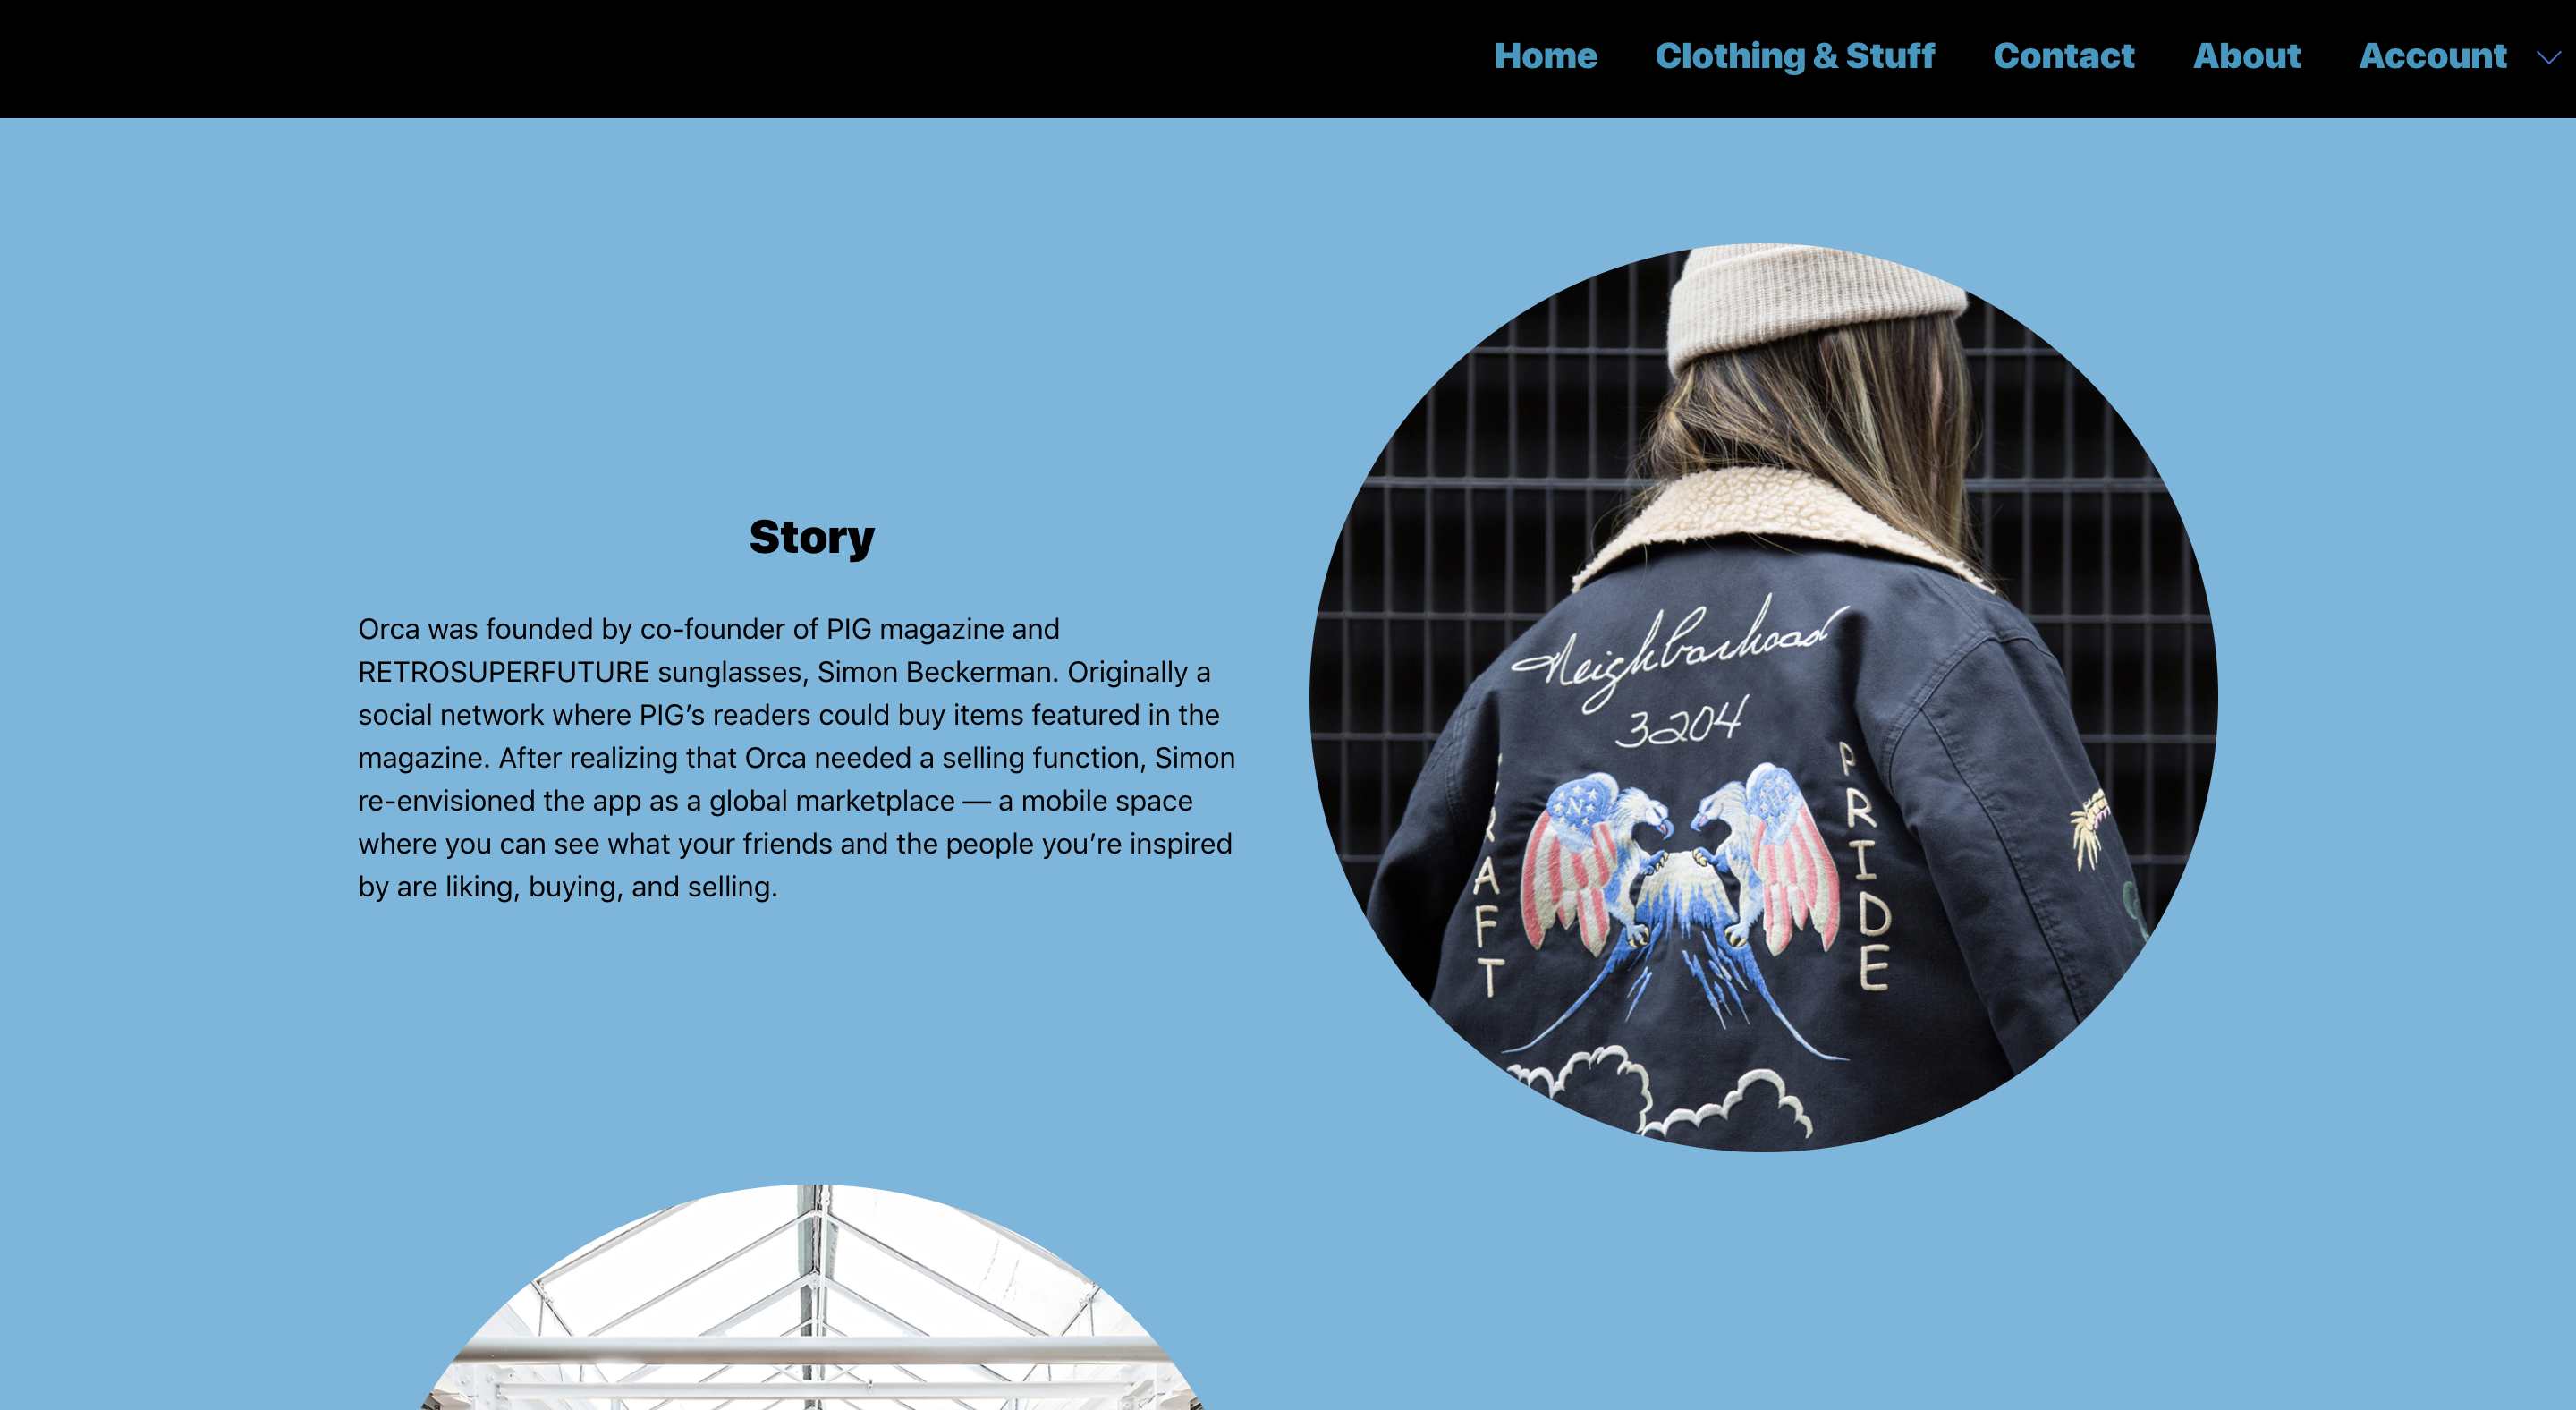 Home Clothing & Stuff Contact About Account
Story
Orca was founded by co-founder of PIG magazine and
RETROSUPERFUTURE sunglasses, Simon Beckerman. Originally a
social network where PIG’s readers could buy items featured in the
magazine. After realizing that Orca needed a selling function, Simon
re-envisioned the app as a global marketplace — a mobile space
where you can see what your friends and the people you’re inspired
by are liking, buying, and selling.
Neighborhood
3204
RAFT
PRIDE
N